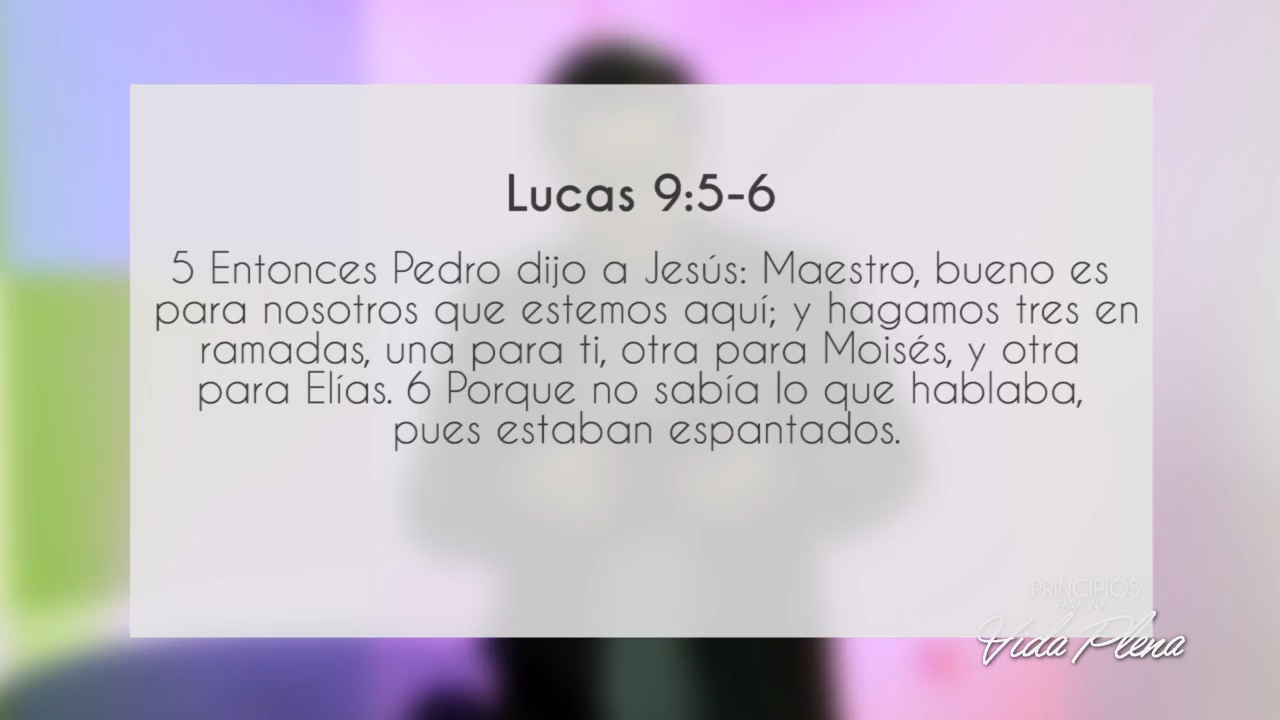 Lucas 9:5-6
5 Entonces Pedro dijo a Jesús: Maestro, bueno es
para nosotros que estemos aquí; y hagamos tres en
ramadas, una para ti, otra para Moisés, y otra
para Elías. 6 Porque no sabía lo que hablaba,
pues estaban espantados.
PRINCIPIOS
PARA UNA
Vida Plena